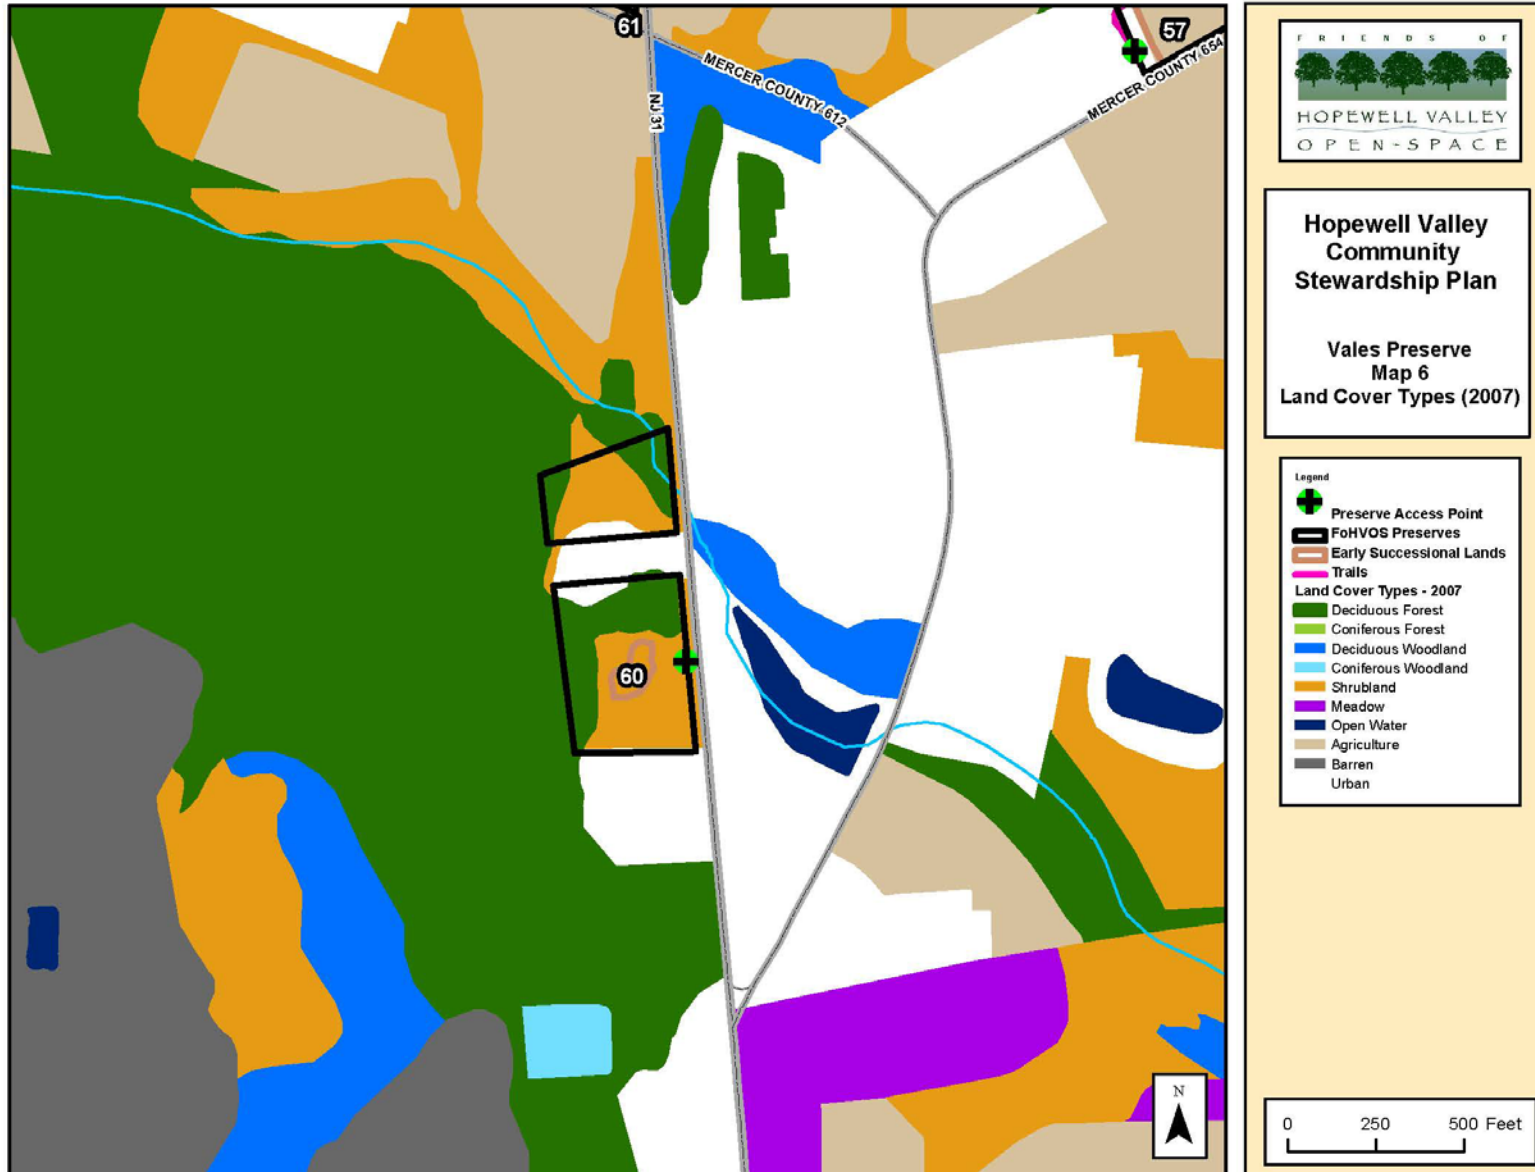 61
57
MERCER COUNTY 612
MERCER COUNTY 654
NJ 31
60
N
FRIENDS OF
HOPEWELL VALLEY
OPEN-SPACE
Hopewell Valley
Community
Stewardship Plan
Vales Preserve
Map 6
Land Cover Types (2007)
Legend
Preserve Access Point
FoHVOS Preserves
Early Successional Lands
Trails
Land Cover Types - 2007
Deciduous Forest
Coniferous Forest
Deciduous Woodland
Coniferous Woodland
Shrubland
Meadow
Open Water
Agriculture
Barren
Urban
0 250 500 Feet